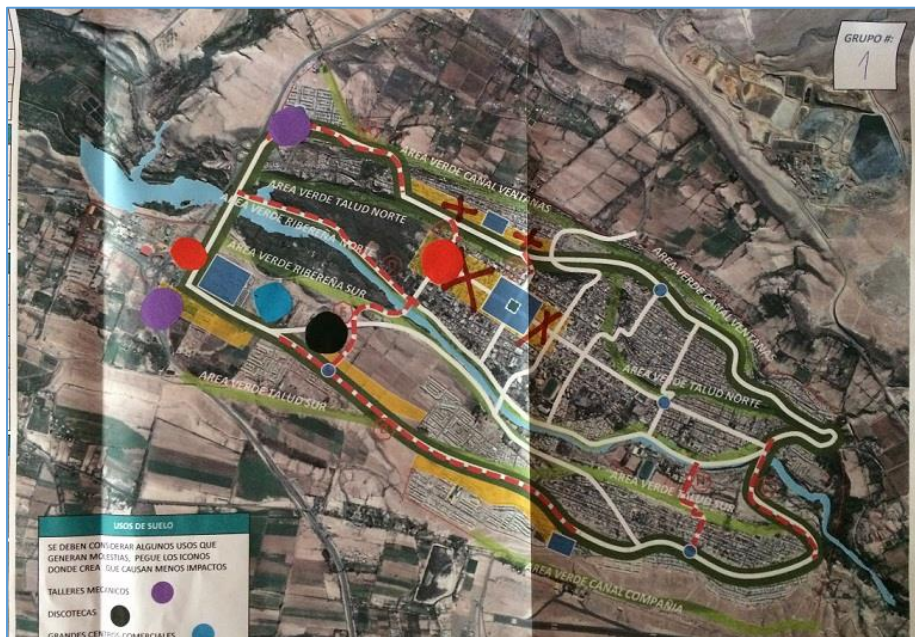 GRUPO #:
1
AREA VERDE CANAL VENTANAS
AREA VERDE TALUD NORTE
AREA VERDE RIBEREÑA NORTE
AREA VERDE RIBEREÑA SUR
AREA VERDE CANAL VENTANAS
AREA VERDE TALUD NORTE
AREA VERDE TALUD SUR
AREA VERDE TALUD SUR
AREA VERDE CANAL COMPAÑIA
USOS DE SUELO
SE DEBEN CONSIDERAR ALGUNOS USOS QUE
GENERAN MOLESTIAS, PEGUE LOS ICONOS
DONDE CREA QUE CAUSAN MENOS IMPACTOS
TALLERES MECÁNICOS
DISCOTECAS
GRANDES CENTROS COMERCIALES